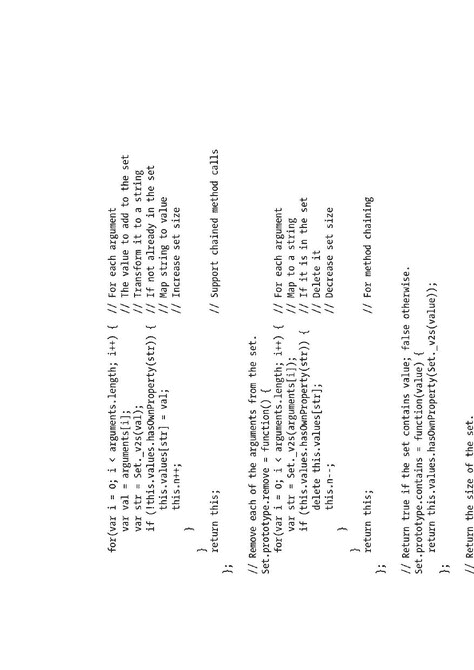 for(var i = 0; i < arguments.length; i++) { // For each argument
var val = arguments[i]; // The value to add to the set
var str = Set._v2s(val); // Transform it to a string
if (!this.values.hasOwnProperty(str)) { // If not already in the set
this.values[str] = val; // Map string to value
this.n++; // Increase set size
}
}
return this; // Support chained method calls
};
// Remove each of the arguments from the set.
Set.prototype.remove = function() {
for(var i = 0; i < arguments.length; i++) { // For each argument
var str = Set._v2s(arguments[i]); // Map to a string
if (this.values.hasOwnProperty(str)) { // If it is in the set
delete this.values[str]; // Delete it
this.n--; // Decrease set size
}
}
return this; // For method chaining
};
// Return true if the set contains value; false otherwise.
Set.prototype.contains = function(value) {
return this.values.hasOwnProperty(Set._v2s(value));
};
// Return the size of the set.